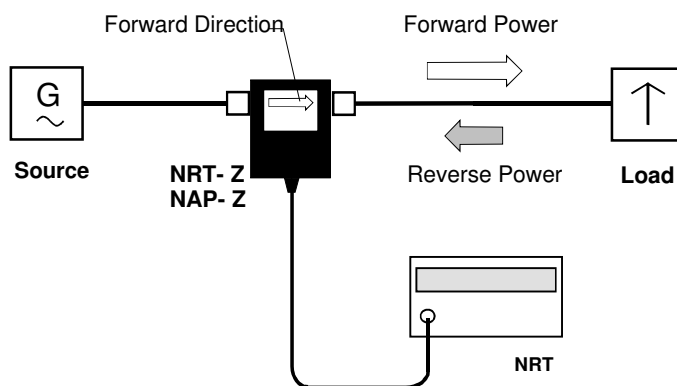 Forward Direction
Forward Power
G
Source
NRT- Z
NAP- Z
Reverse Power
Load
NRT